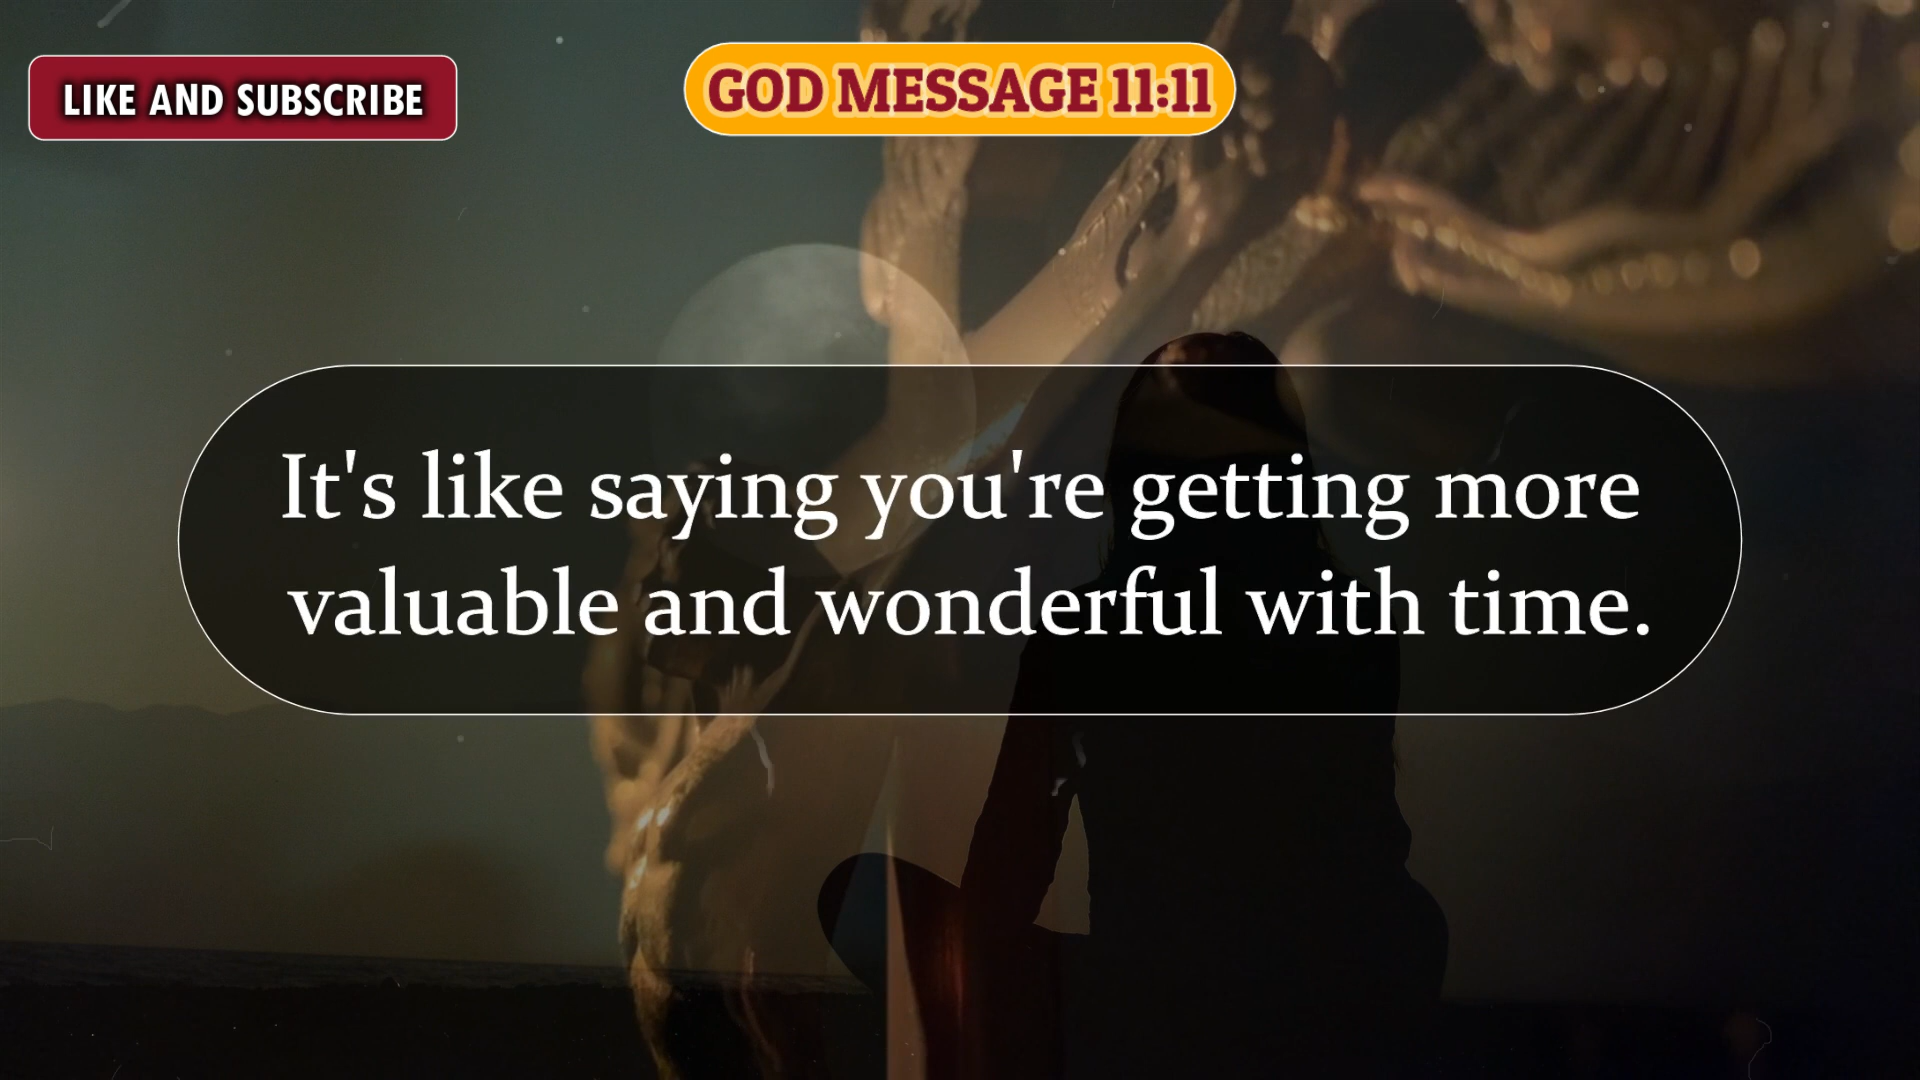 LIKE AND SUBSCRIBE
GOD MESSAGE 11:11
It's like saying you're getting more
valuable and wonderful with time.